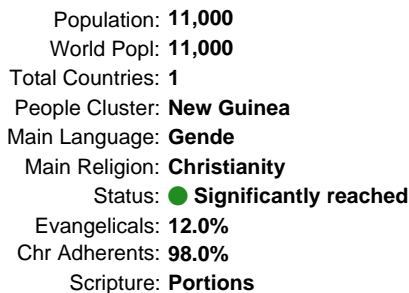 Population: 11,000
World Popl: 11,000
Total Countries: 1
People Cluster: New Guinea
Main Language: Gende
Main Religion: Christianity
Status: Significantly reached
Evangelicals: 12.0%
Chr Adherents: 98.0%
Scripture: Portions